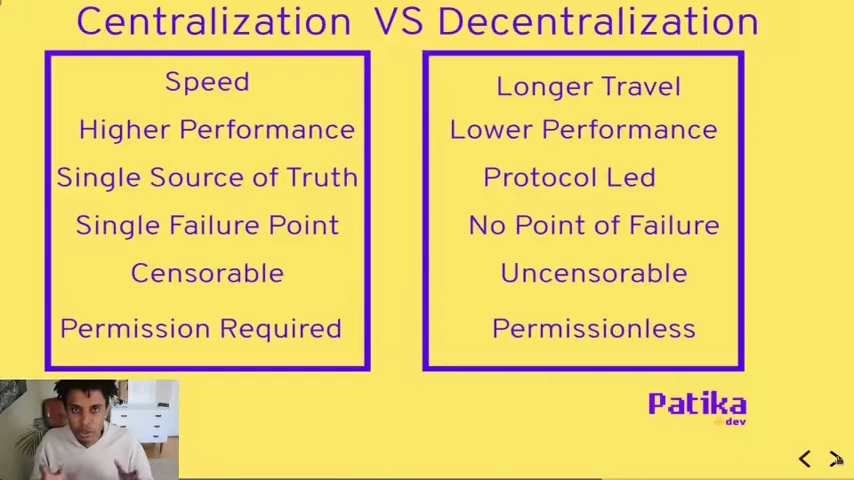 Centralization VS Decentralization
Speed
Higher Performance
Single Source of Truth
Single Failure Point
Censorable
Permission Required
Longer Travel
Lower Performance
Protocol Led
No Point of Failure
Uncensorable
Permissionless
Patika
dev